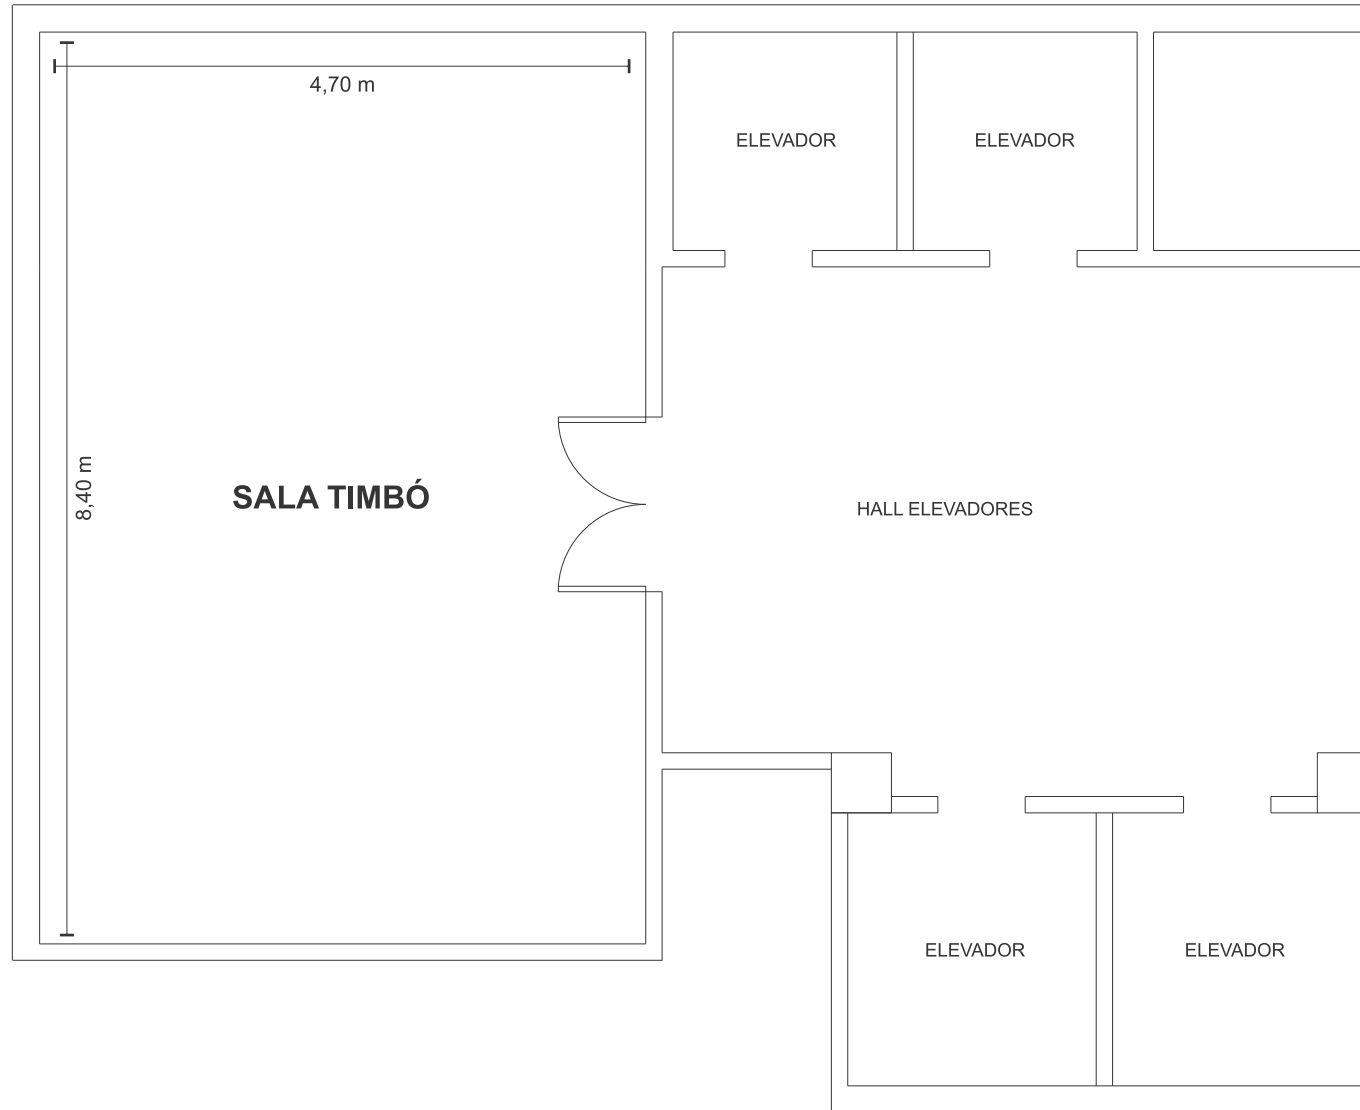 4,70 m
ELEVADOR
ELEVADOR
8,40 m
SALA TIMBÓ
HALL ELEVADORES
ELEVADOR
ELEVADOR